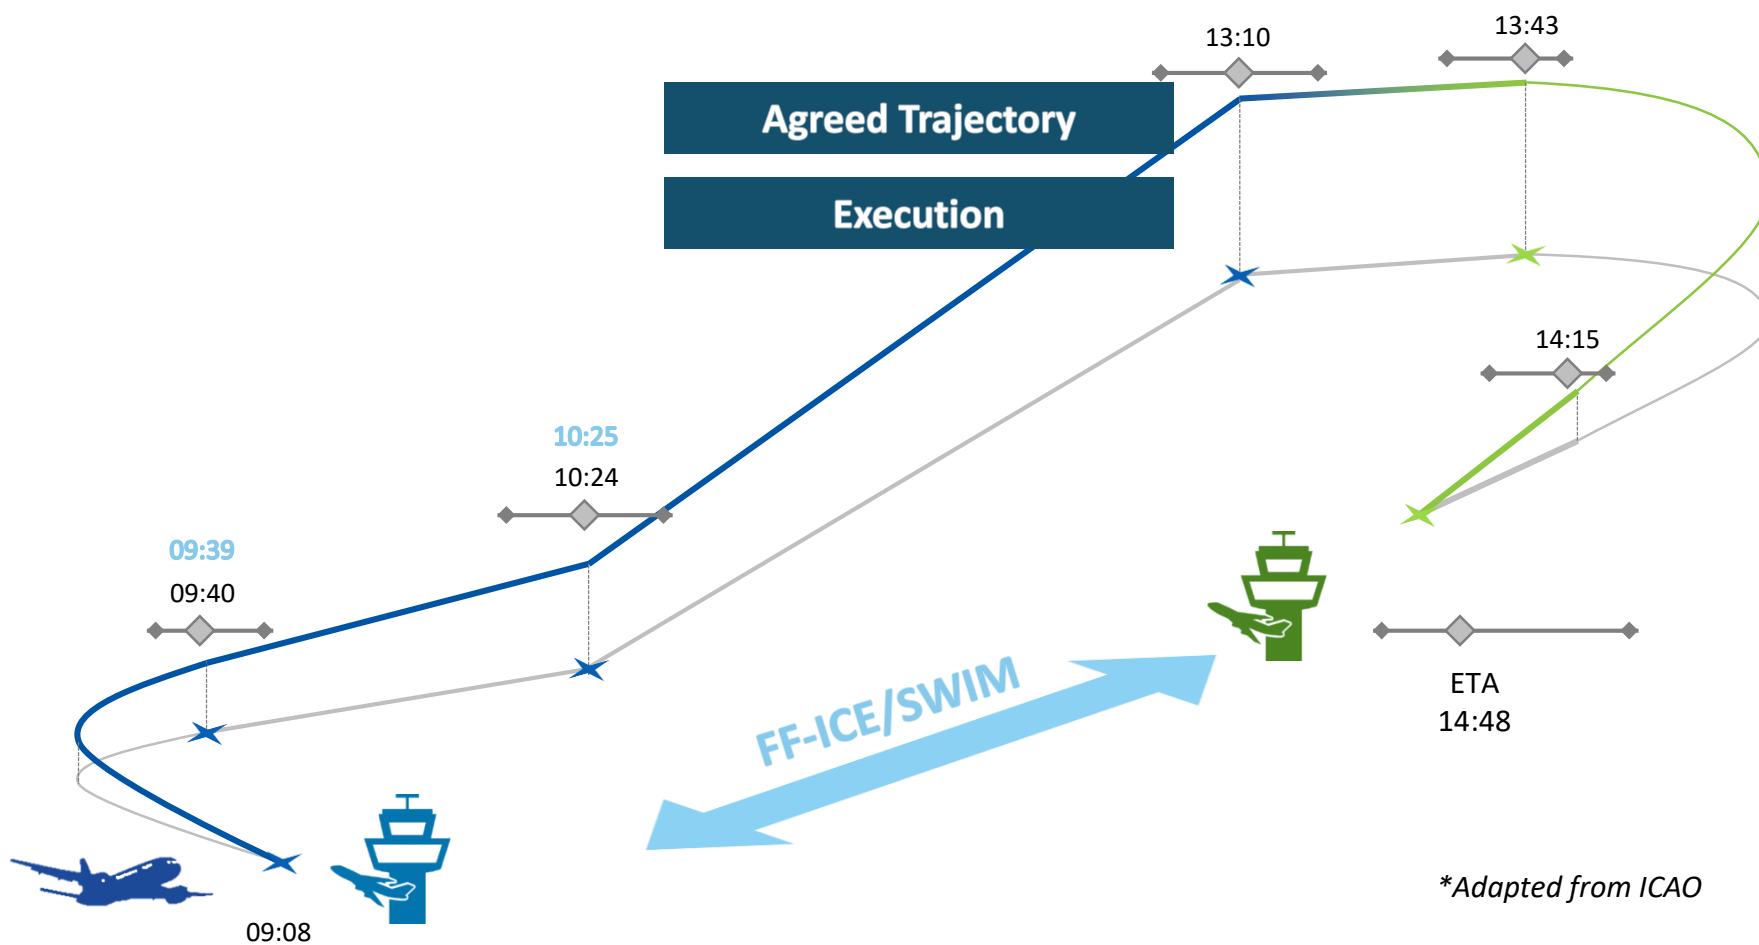 13:43
13:10
Agreed Trajectory
Execution
14:15
10:25
10:24
09:39
09:40
FF-ICE/SWIM
ETA
14:48
*Adapted from ICAO
09:08